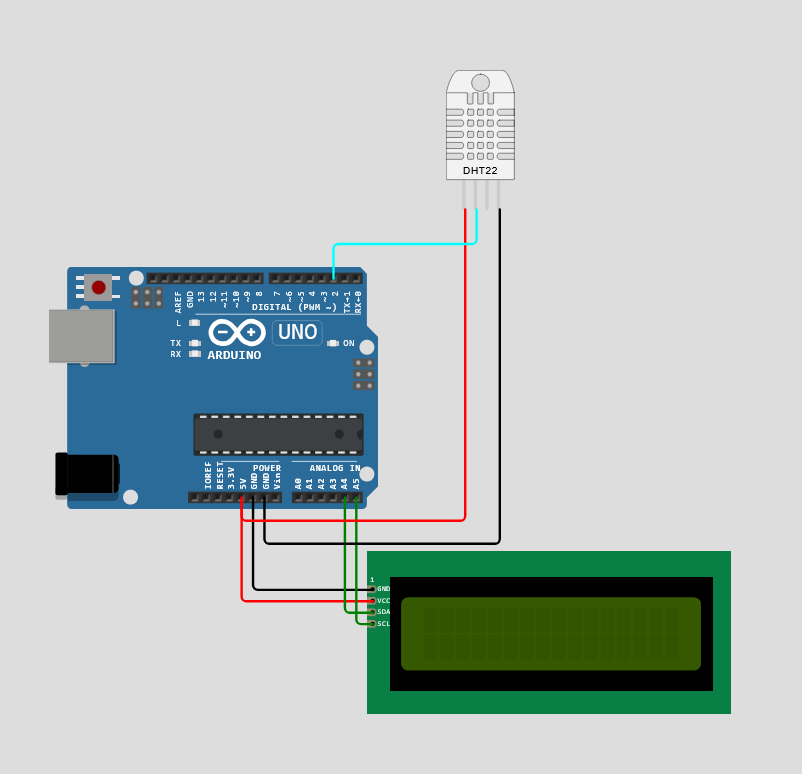 DHT22
AREF
GND
13
12
~11
~10
~9
8
7
~6
~5
4
~3
2
TX→1
RX←0
DIGITAL (PWM ~)
L
TX
RX
UNO
ON
ARDUINO
IOREF
RESET
3.3V
5V
GND
GND
Vin
POWER
ANALOG IN
A0
A1
A2
A3
A4
A5
1
GND
VCC
SDA
SCL